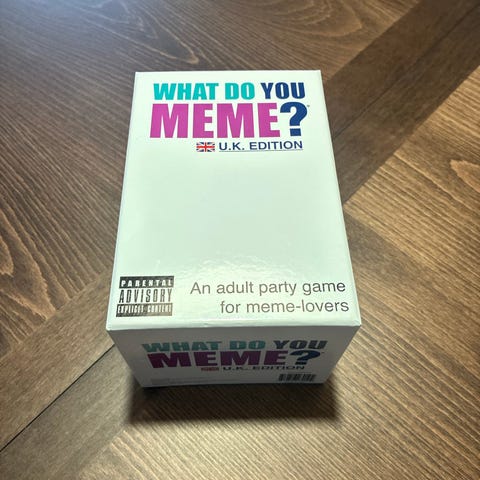 WHAT DO YOU
MEME?
U.K. EDITION
PARENTAL
ADVISORY
EXPLICIT CONTENT
An adult party game
for meme-lovers
WHAT DO YOU
MEME?
U.K. EDITION